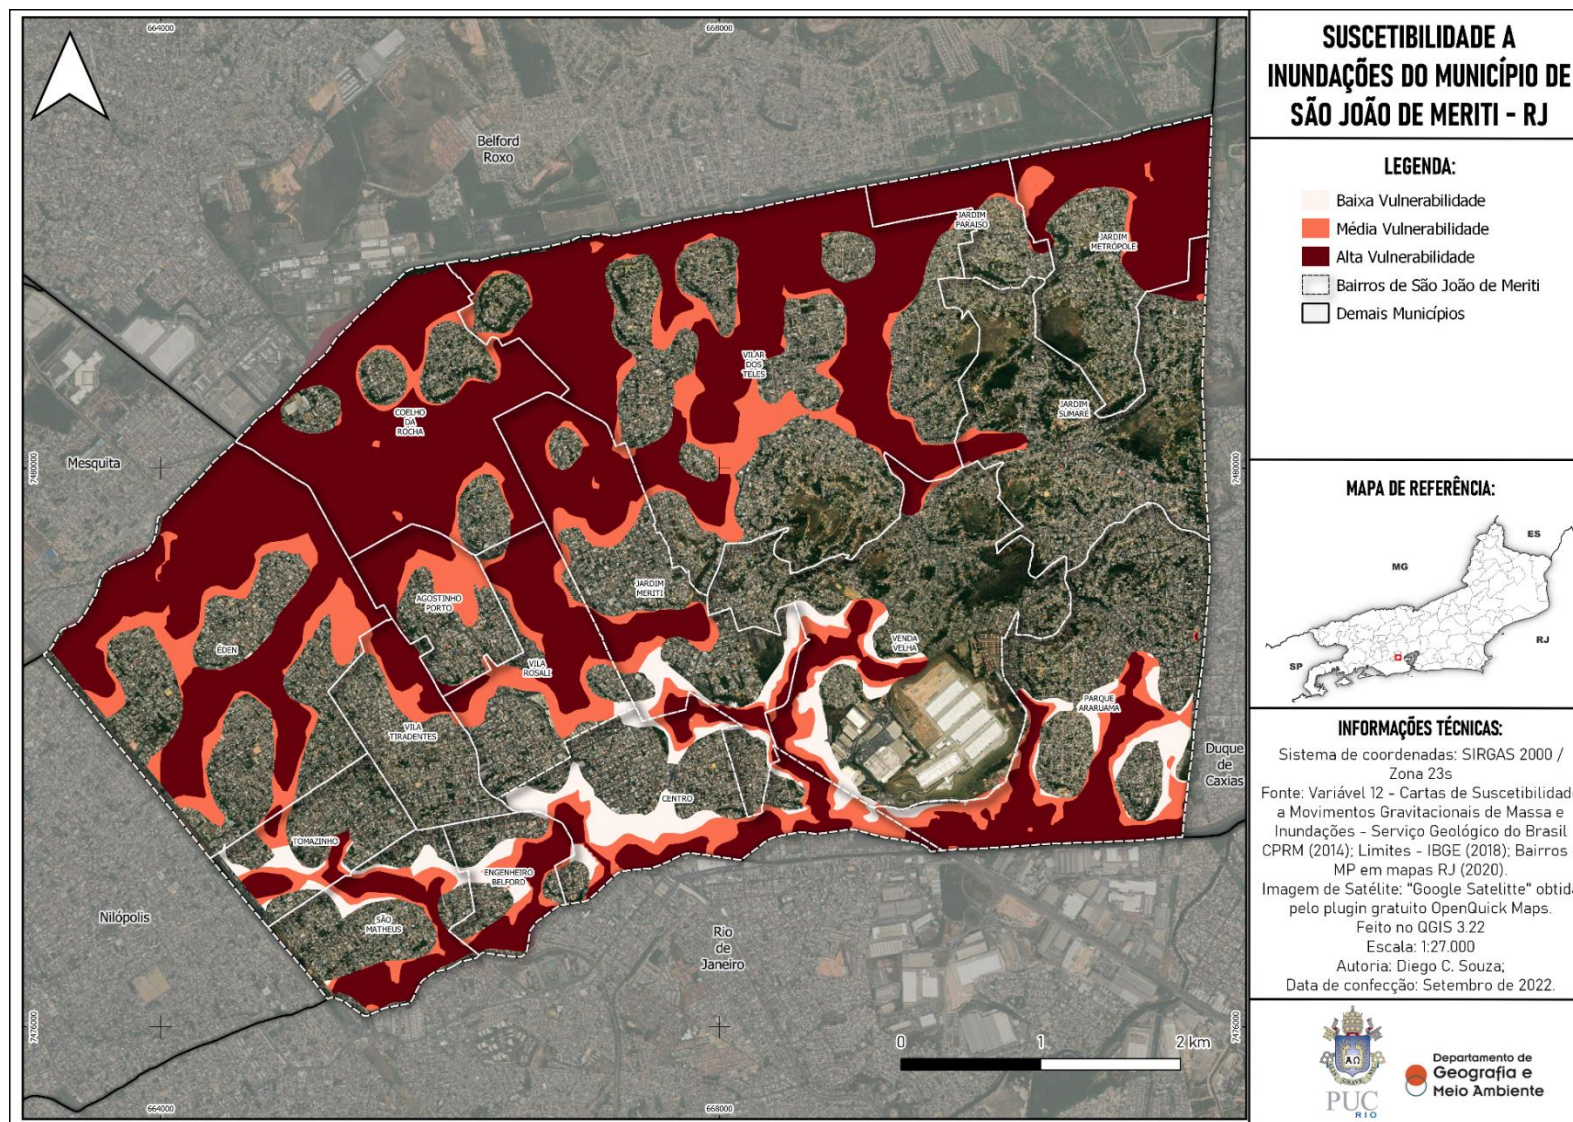 SUSCETIBILIDADE A
INUNDAÇÕES DO MUNICÍPIO DE
SÃO JOÃO DE MERITI - RJ
LEGENDA:
Baixa Vulnerabilidade
Média Vulnerabilidade
Alta Vulnerabilidade
Bairros de São João de Meriti
Demais Municípios
MAPA DE REFERÊNCIA:
ES
MG
RJ
SP
INFORMAÇÕES TÉCNICAS:
Sistema de coordenadas: SIRGAS 2000 /
Zona 23s
Fonte: Variável 12 - Cartas de Suscetibilidade
a Movimentos Gravitacionais de Massa e
Inundações - Serviço Geológico do Brasil
CPRM (2014); Limites - IBGE (2018); Bairros
MP em mapas RJ (2020).
Imagem de Satélite: "Google Satelitte" obtida
pelo plugin gratuito OpenQuick Maps.
Feito no QGIS 3.22
Escala: 1:27.000
Autoria: Diego C. Souza;
Data de confecção: Setembro de 2022.
PUC
RIO
Departamento de
Geografia e
Meio Ambiente
664000
668000
Belford
Roxo
JARDIM
PARAISO
JARDIM
METRÓPOLE
VILAR
DOS
TELES
COELHO
DA
ROCHA
JARDIM
SUMARÉ
Mesquita
7480000
7480000
AGOSTINHO
PORTO
JARDIM
MERITI
ÉDEN
VILA
ROSALI
VENDA
VELHA
PARQUE
ARARUAMA
VILA
TIRADENTES
Duque
de
Caxias
CENTRO
TOMAZINHO
ENGENHEIRO
BELFORD
Nilópolis
SÃO
MATHEUS
Rio
de
Janeiro
7476000
7476000
0 1 2 km
664000
668000